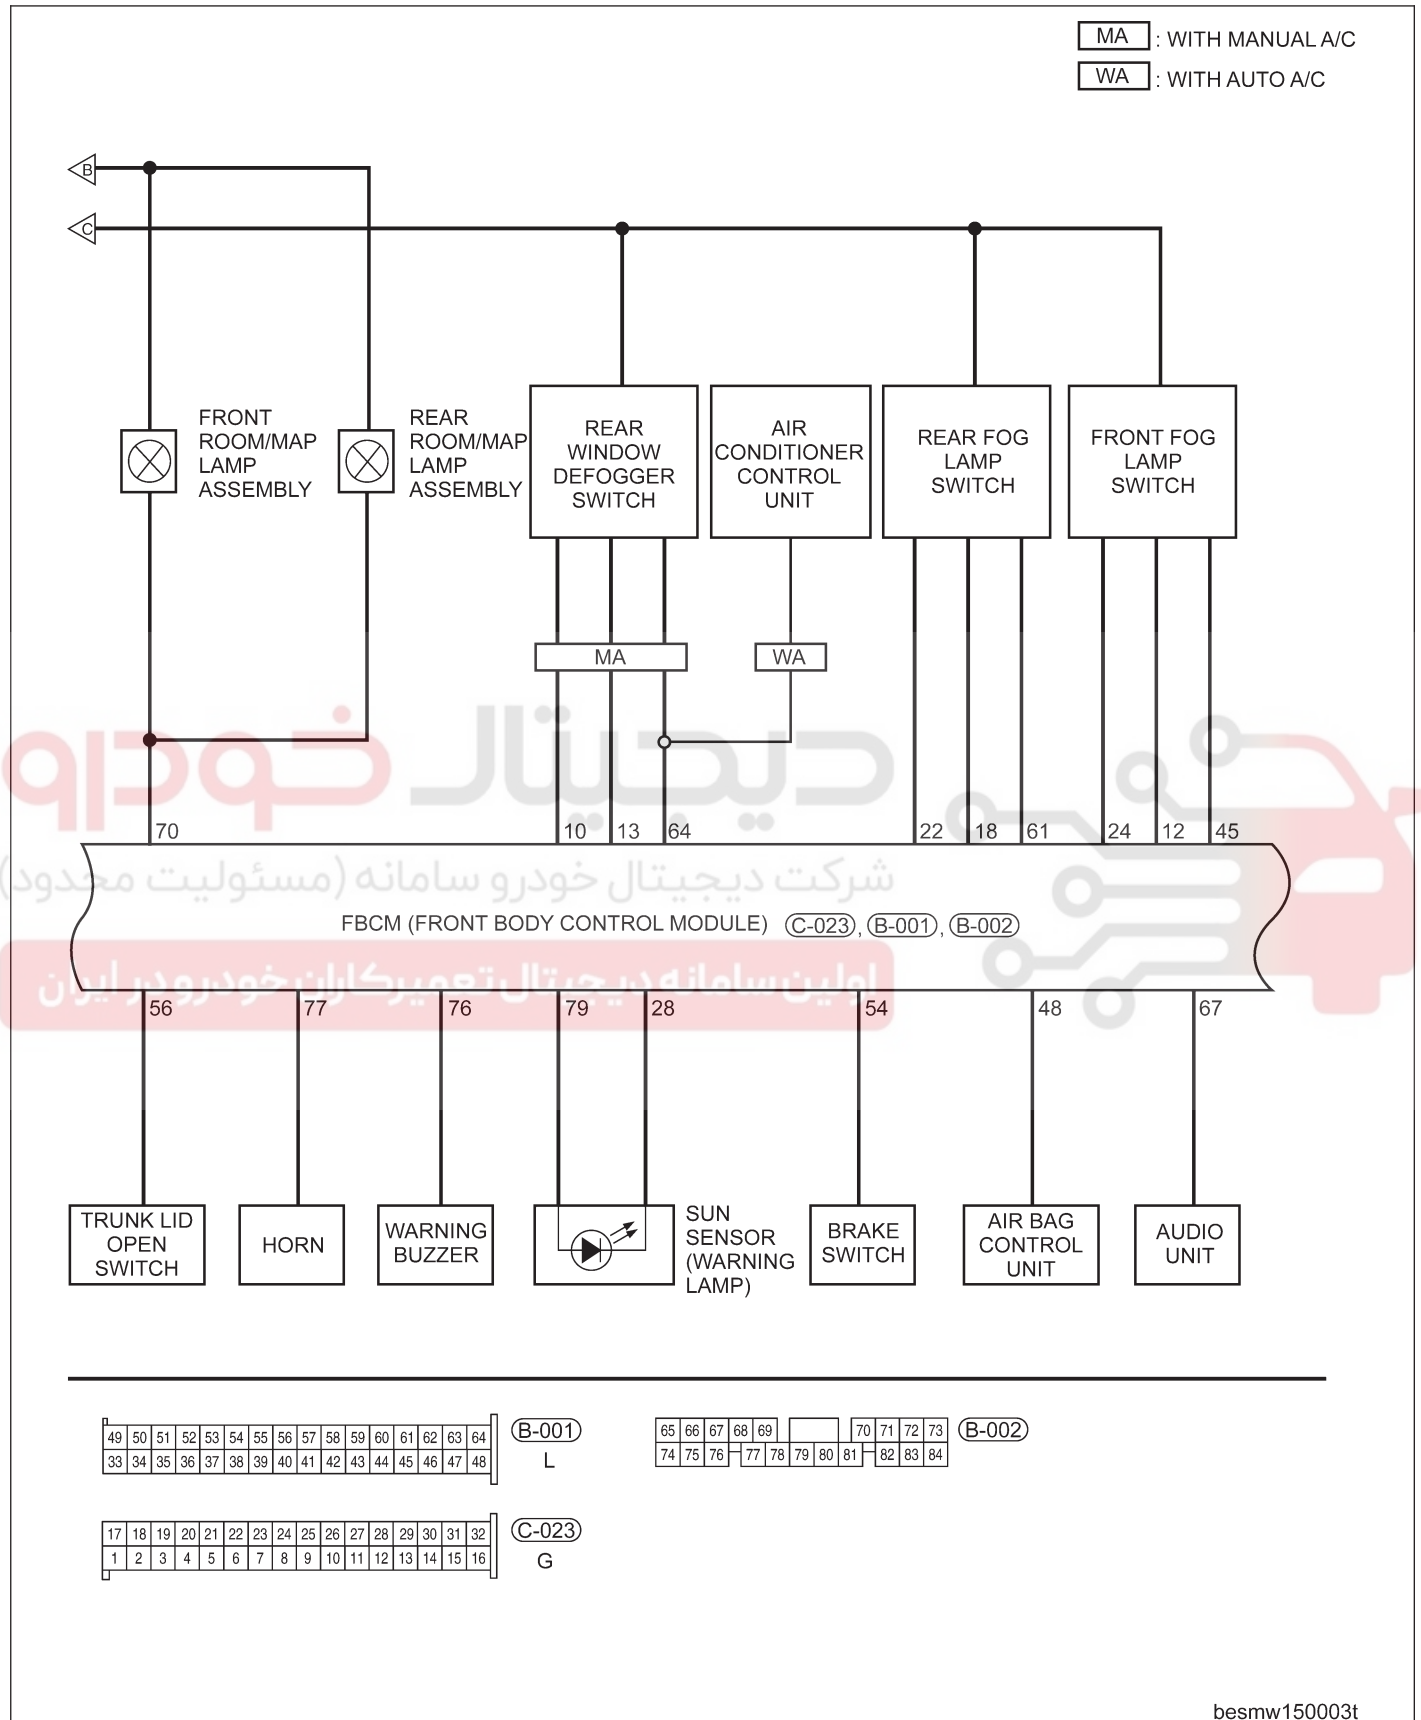 MA : WITH MANUAL A/C
WA : WITH AUTO A/C
B
C
FRONT
ROOM/MAP
LAMP
ASSEMBLY
REAR
ROOM/MAP
LAMP
ASSEMBLY
REAR
WINDOW
DEFOGGER
SWITCH
AIR
CONDITIONER
CONTROL
UNIT
REAR FOG
LAMP
SWITCH
FRONT FOG
LAMP
SWITCH
MA
WA
دیجیتال خودرو
70 10 13 64 22 18 61 24 12 45
شرکت دیجیتال خودرو سامانه (مسئولیت محدود)
FBCM (FRONT BODY CONTROL MODULE) C-023, B-001, B-002
اولین سامانه دیجیتال تعمیرکاران خودرو در ایران
56 77 76 79 28 54 48 67
TRUNK LID
OPEN
SWITCH
HORN
WARNING
BUZZER
SUN
SENSOR
(WARNING
LAMP)
BRAKE
SWITCH
AIR BAG
CONTROL
UNIT
AUDIO
UNIT
49 50 51 52 53 54 55 56 57 58 59 60 61 62 63 64
33 34 35 36 37 38 39 40 41 42 43 44 45 46 47 48
B-001
L
65 66 67 68 69 70 71 72 73
74 75 76 77 78 79 80 81 82 83 84
B-002
17 18 19 20 21 22 23 24 25 26 27 28 29 30 31 32
1 2 3 4 5 6 7 8 9 10 11 12 13 14 15 16
C-023
G
besmw150003t